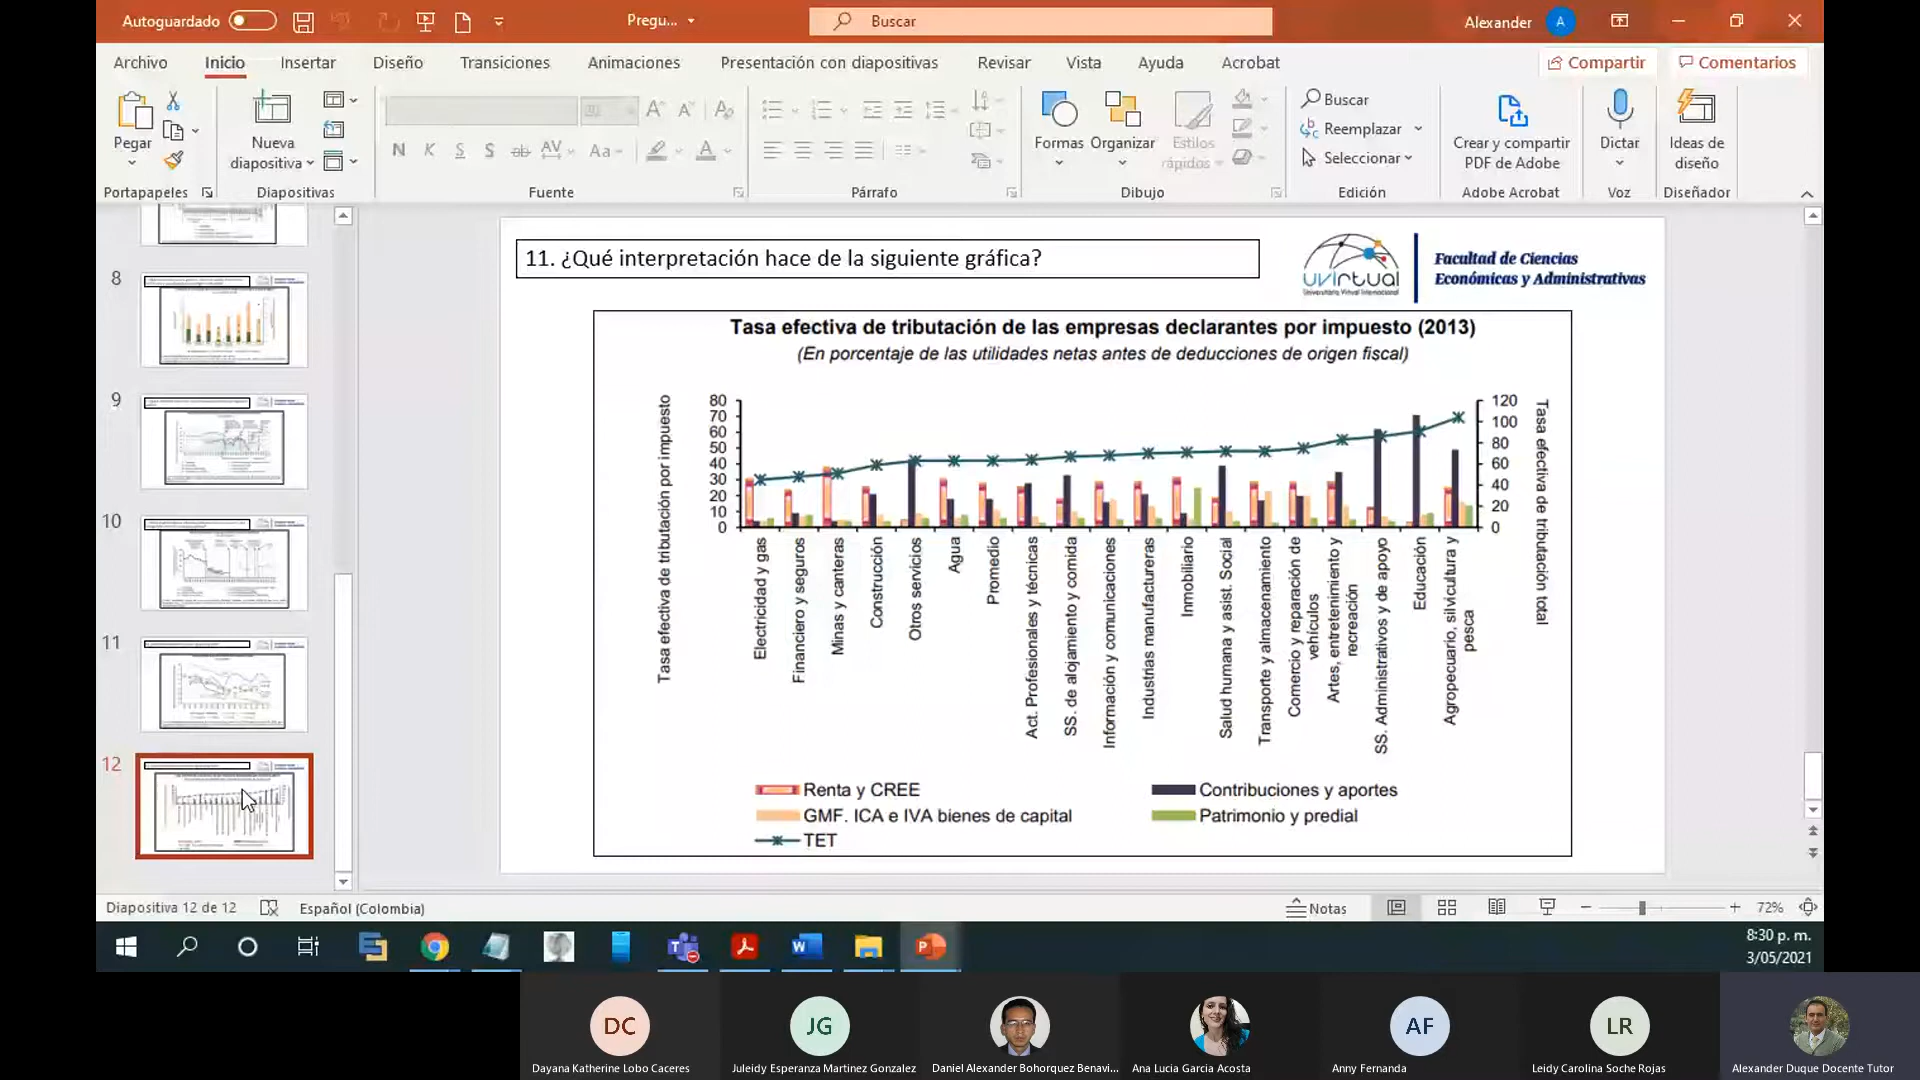 Autoguardado
Pregu...
Buscar
Alexander
A
Archivo
Inicio
Insertar
Diseño
Transiciones
Animaciones
Presentación con diapositivas
Revisar
Vista
Ayuda
Acrobat
Compartir
Comentarios
Pegar
Portapapeles
Nueva
diapositiva
Diapositivas
N K S S ab AV Aa A
Fuente
Párrafo
Formas
Organizar
Estilos
rápidos
Dibujo
Buscar
Reemplazar
Seleccionar
Edición
Crear y compartir
PDF de Adobe
Adobe Acrobat
Dictar
Voz
Ideas de
diseño
Diseñador
8
9
10
11
12
11. ¿Qué interpretación hace de la siguiente gráfica?
uvirtual
Universitaria Virtual Internacional
Facultad de Ciencias
Económicas y Administrativas
Tasa efectiva de tributación de las empresas declarantes por impuesto (2013)
(En porcentaje de las utilidades netas antes de deducciones de origen fiscal)
Tasa efectiva de tributación por impuesto
80
70
60
50
40
30
20
10
0
120
100
80
60
40
20
0
Tasa efectiva de tributación total
Electricidad y gas
Financiero y seguros
Minas y canteras
Construcción
Otros servicios
Agua
Promedio
Act. Profesionales y técnicas
SS. de alojamiento y comida
Información y comunicaciones
Industrias manufactureras
Inmobiliario
Salud humana y asist. Social
Transporte y almacenamiento
Comercio y reparación de
vehículos
Artes, entretenimiento y
recreación
SS. Administrativos y de apoyo
Educación
Agropecuario, silvicultura y
pesca
Renta y CREE
Contribuciones y aportes
GMF. ICA e IVA bienes de capital
Patrimonio y predial
TET
Diapositiva 12 de 12
Español (Colombia)
Notas
72%
8:30 p. m.
3/05/2021
DC
JG
AF
LR
Dayana Katherine Lobo Caceres
Juleidy Esperanza Martinez Gonzalez
Daniel Alexander Bohorquez Benavi...
Ana Lucia Garcia Acosta
Anny Fernanda
Leidy Carolina Soche Rojas
Alexander Duque Docente Tutor